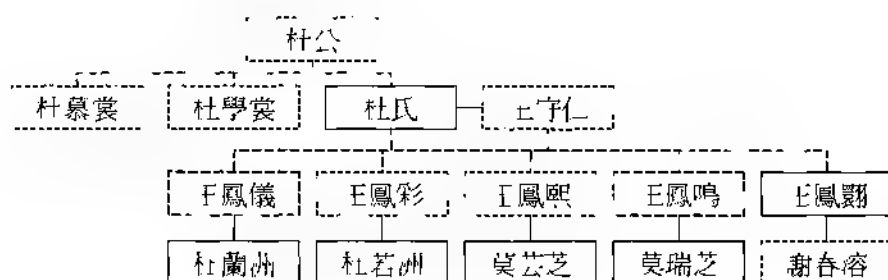 杜公
杜慕裳 杜學裳 杜氏 王守仁
王鳳儀 王鳳彩 王鳳熙 王鳳鳴 王鳳翽
杜蘭洲 杜若洲 莫芸芝 莫瑞芝 謝春溶